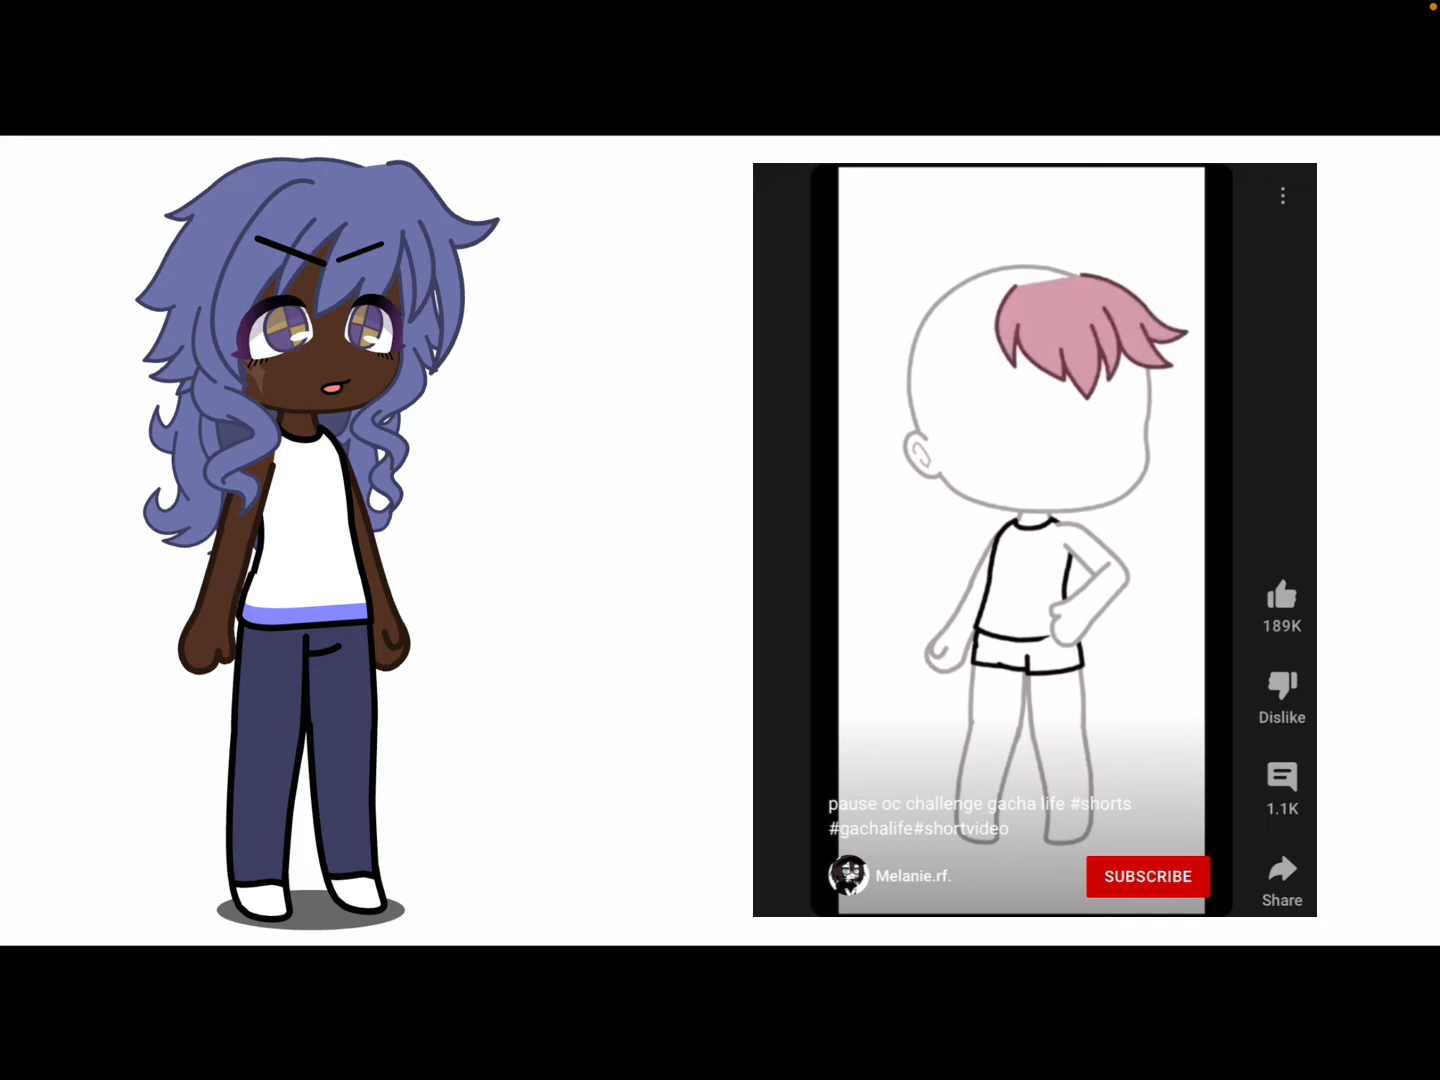 189K
Dislike
1.1K
pause oc challenge gacha life #shorts
#gachalife#shortvideo
Melanie.rf.
SUBSCRIBE
Share